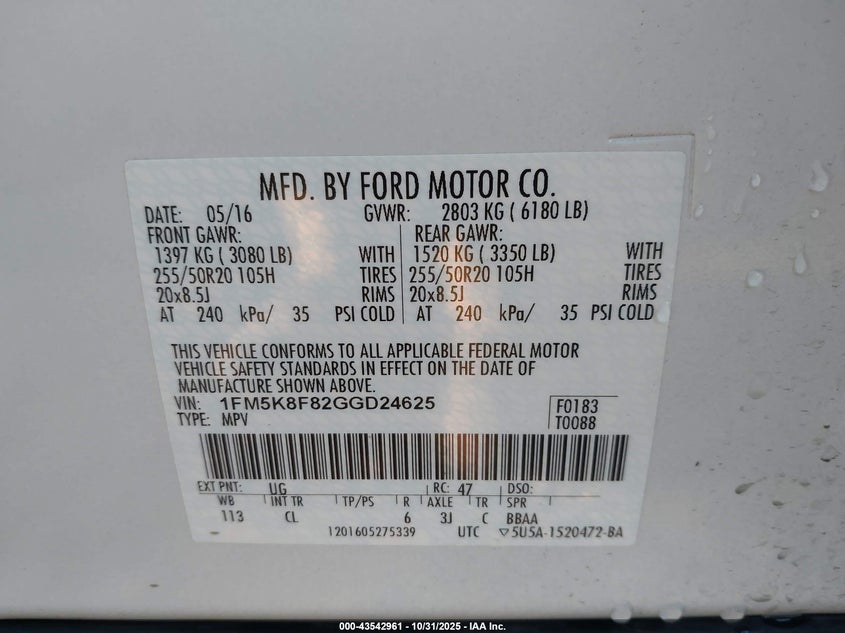 MFD. BY FORD MOTOR CO.
DATE: 05/16 GVWR: 2803 KG ( 6180 LB)
FRONT GAWR: REAR GAWR:
1397 KG ( 3080 LB) WITH 1520 KG ( 3350 LB) WITH
255/50R20 105H TIRES 255/50R20 105H TIRES
20x8.5J RIMS 20x8.5J RIMS
AT 240 kPa/ 35 PSI COLD AT 240 kPa/ 35 PSI COLD
THIS VEHICLE CONFORMS TO ALL APPLICABLE FEDERAL MOTOR
VEHICLE SAFETY STANDARDS IN EFFECT ON THE DATE OF
MANUFACTURE SHOWN ABOVE.
VIN: 1FM5K8F82GGD24625 F0183
TYPE: MPV T0088
EXT PNT: UG RC: 47 DSO:
WB INT TR TP/PS R AXLE TR SPR
113 CL 6 3J C BBAA
1201605275339 UTC ▽5U5A-1520472-BA
000-43542961 - 10/31/2025 - IAA Inc.